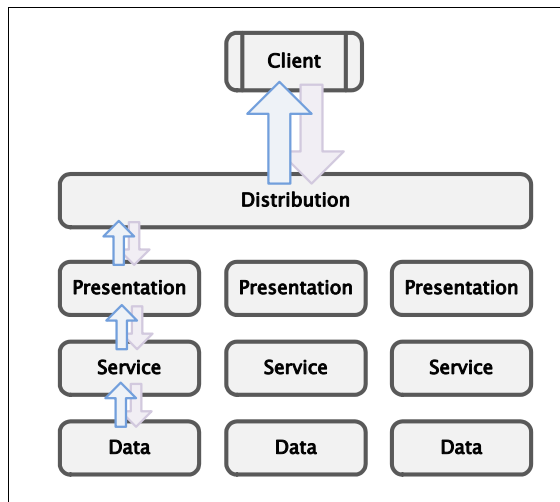 Client
Distribution
Presentation Presentation Presentation
Service Service Service
Data Data Data